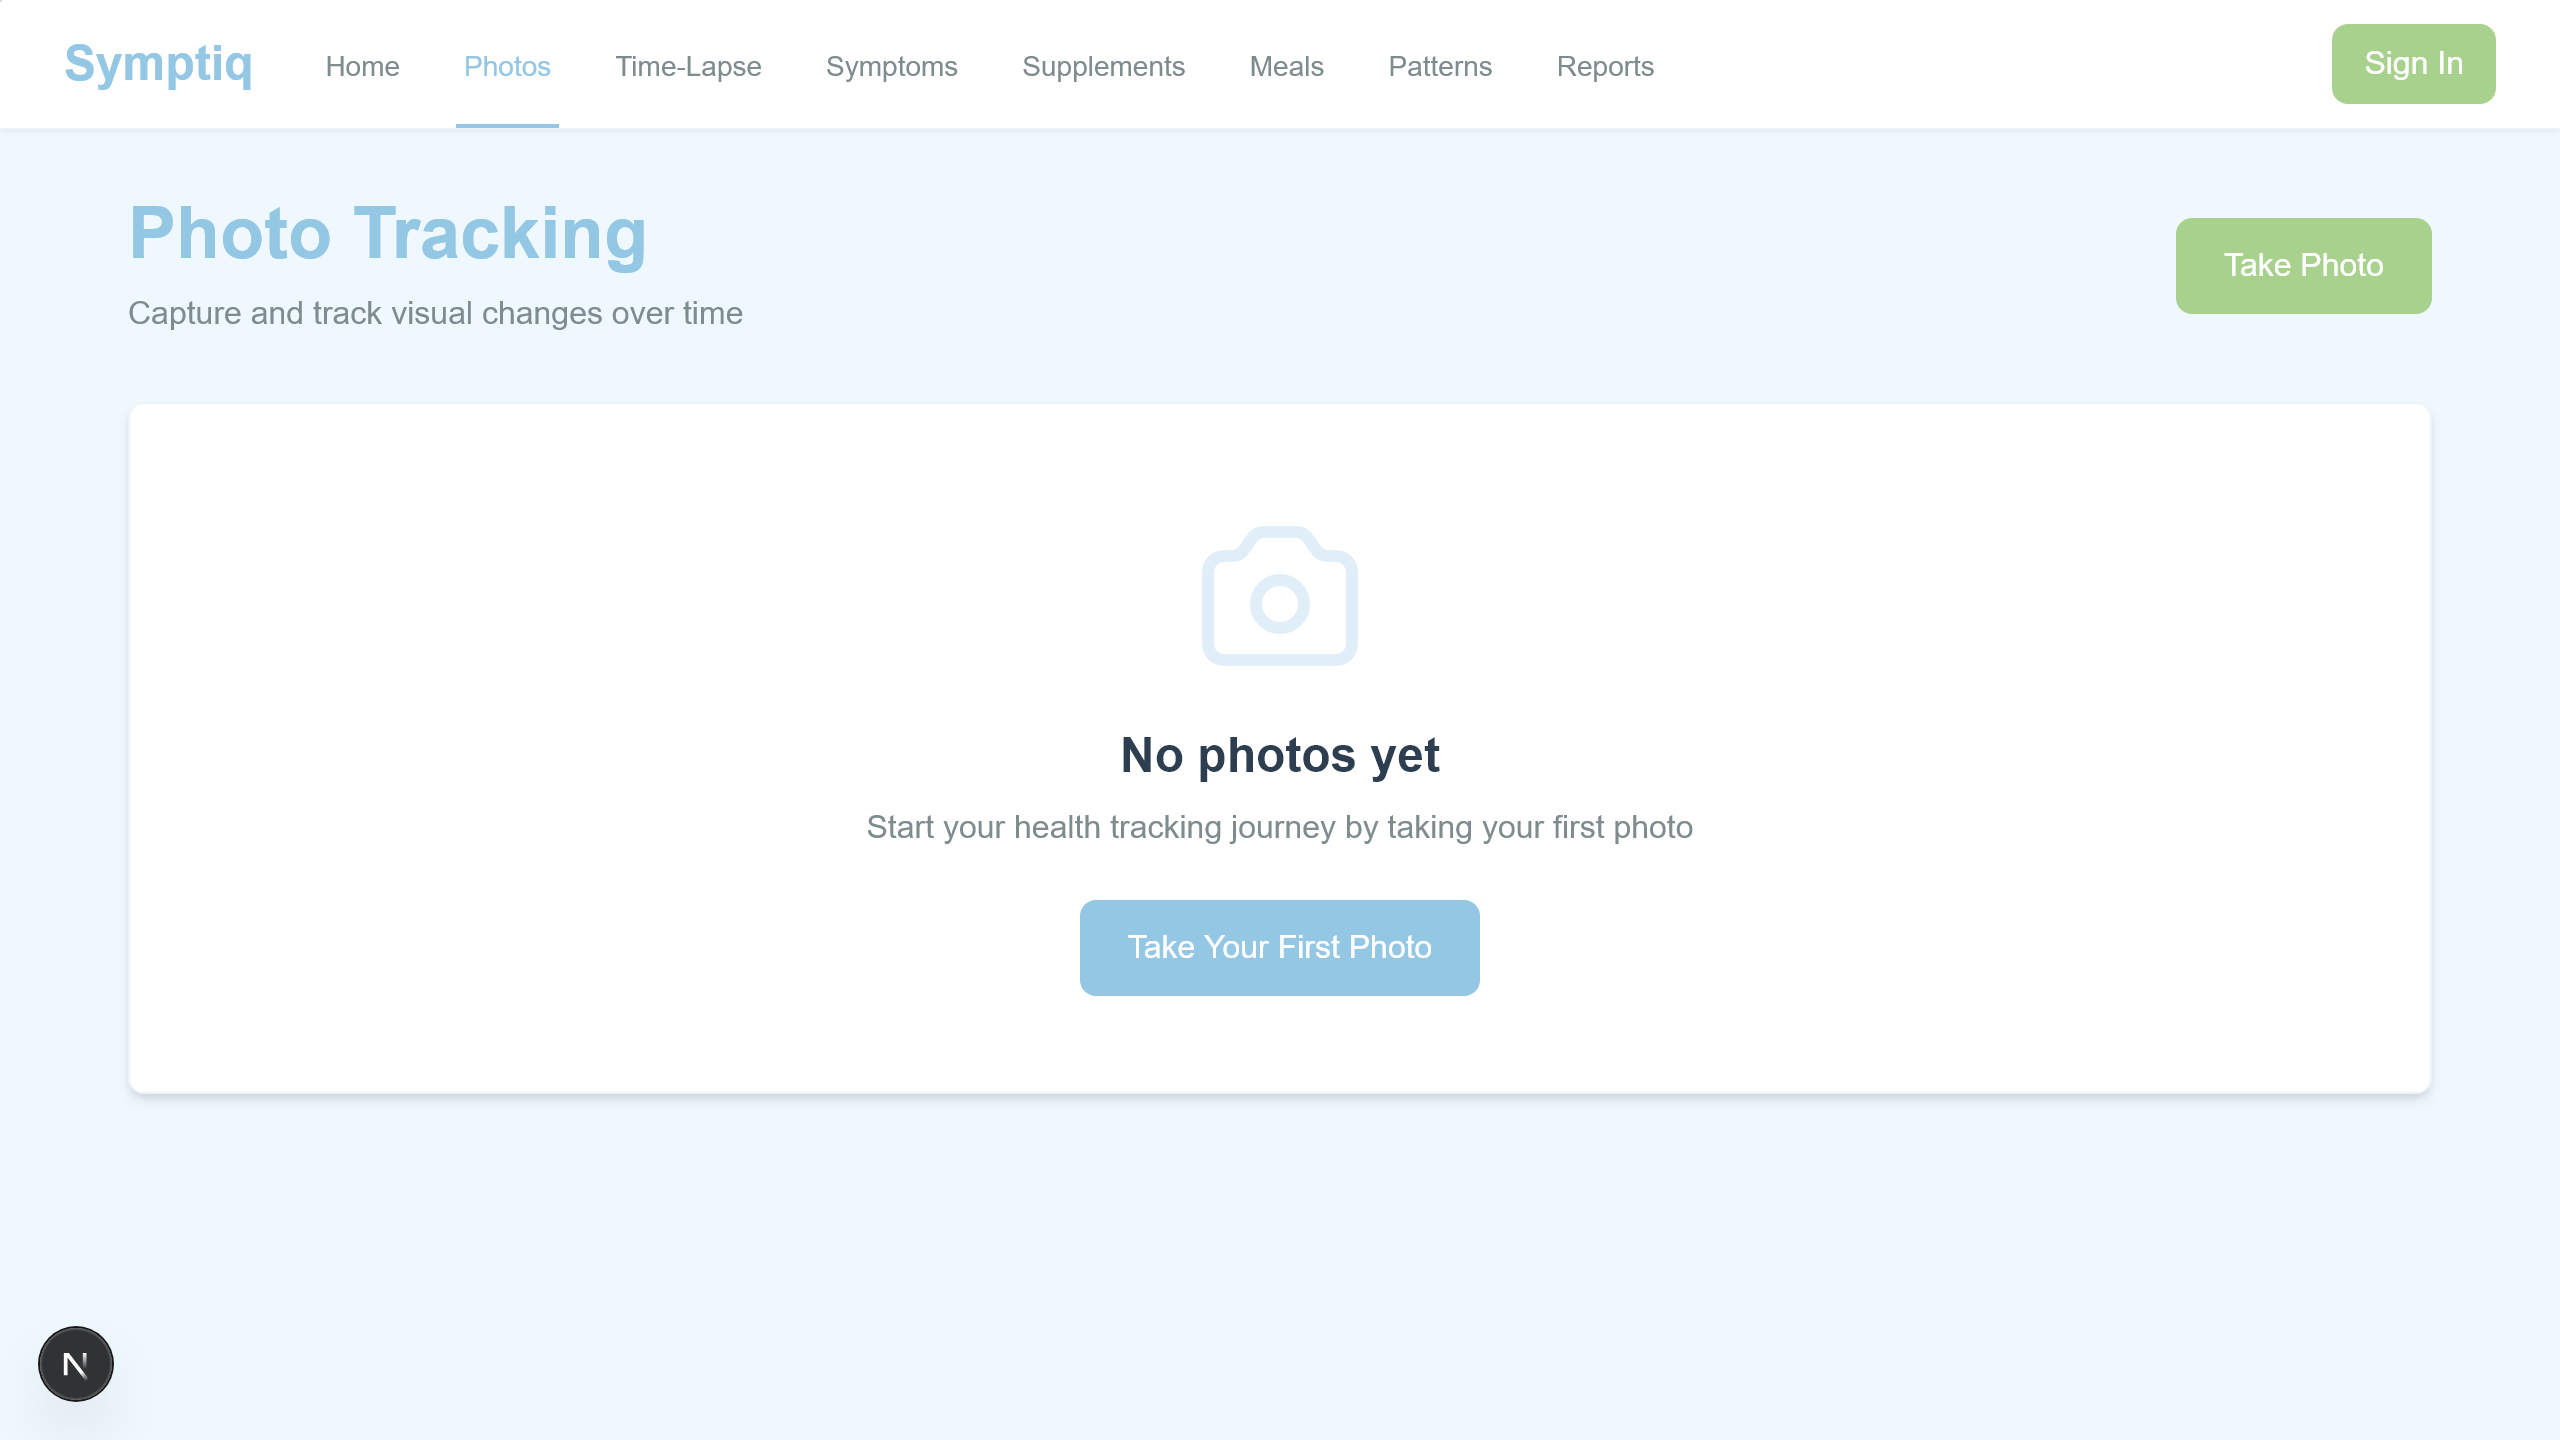 Symptiq
Home
Photos
Time-Lapse
Symptoms
Supplements
Meals
Patterns
Reports
Sign In
Photo Tracking
Capture and track visual changes over time
Take Photo
No photos yet
Start your health tracking journey by taking your first photo
Take Your First Photo
N